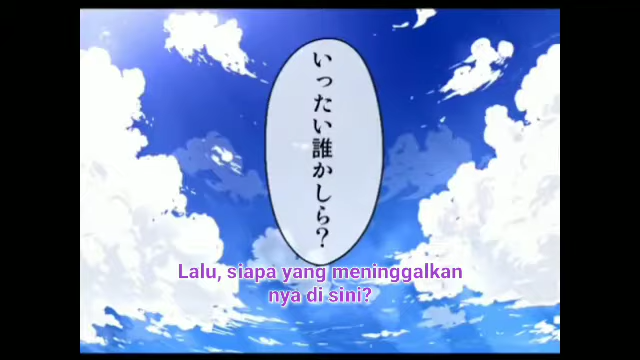 いったい誰かしら？
Lalu, siapa yang meninggalkan
nya di sini?